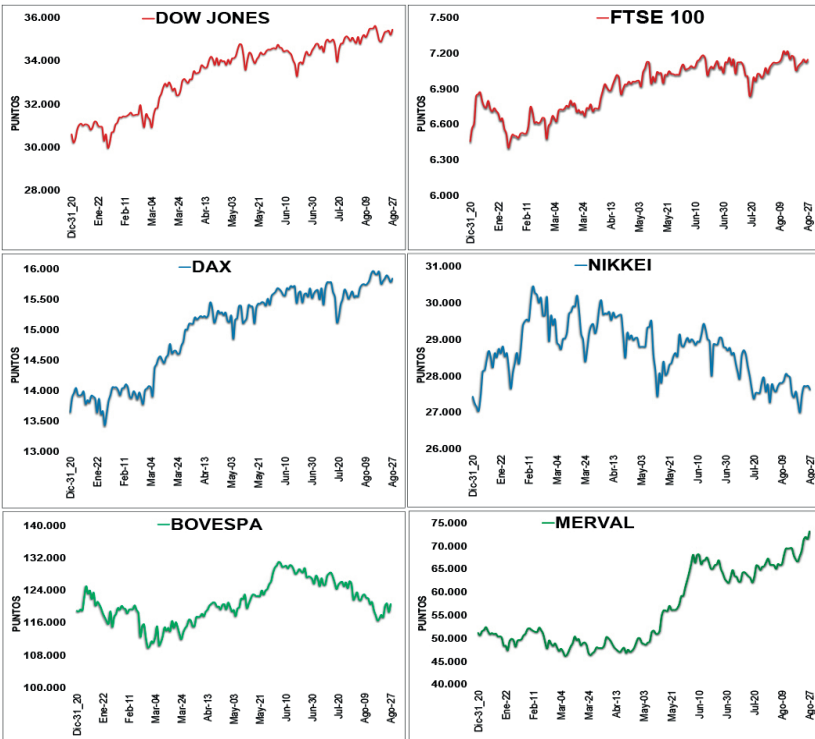 DOW JONES
PUNTOS
36.000
34.000
32.000
30.000
28.000
Dic-31_20
Ene-22
Feb-11
Mar-04
Mar-24
Abr-13
May-03
May-21
Jun-10
Jun-30
Jul-20
Ago-09
Ago-27
FTSE 100
PUNTOS
7.500
7.200
6.900
6.600
6.300
6.000
Dic-31_20
Ene-22
Feb-11
Mar-04
Mar-24
Abr-13
May-03
May-21
Jun-10
Jun-30
Jul-20
Ago-09
Ago-27
DAX
PUNTOS
16.000
15.500
15.000
14.500
14.000
13.500
13.000
Dic-31_20
Ene-22
Feb-11
Mar-04
Mar-24
Abr-13
May-03
May-21
Jun-10
Jun-30
Jul-20
Ago-09
Ago-27
NIKKEI
PUNTOS
31.000
30.000
29.000
28.000
27.000
26.000
Dic-31_20
Ene-22
Feb-11
Mar-04
Mar-24
Abr-13
May-03
May-21
Jun-10
Jun-30
Jul-20
Ago-09
Ago-27
BOVESPA
PUNTOS
140.000
132.000
124.000
116.000
108.000
100.000
Dic-31_20
Ene-22
Feb-11
Mar-04
Mar-24
Abr-13
May-03
May-21
Jun-10
Jun-30
Jul-20
Ago-09
Ago-27
MERVAL
PUNTOS
75.000
70.000
65.000
60.000
55.000
50.000
45.000
40.000
Dic-31_20
Ene-22
Feb-11
Mar-04
Mar-24
Abr-13
May-03
May-21
Jun-10
Jun-30
Jul-20
Ago-09
Ago-27